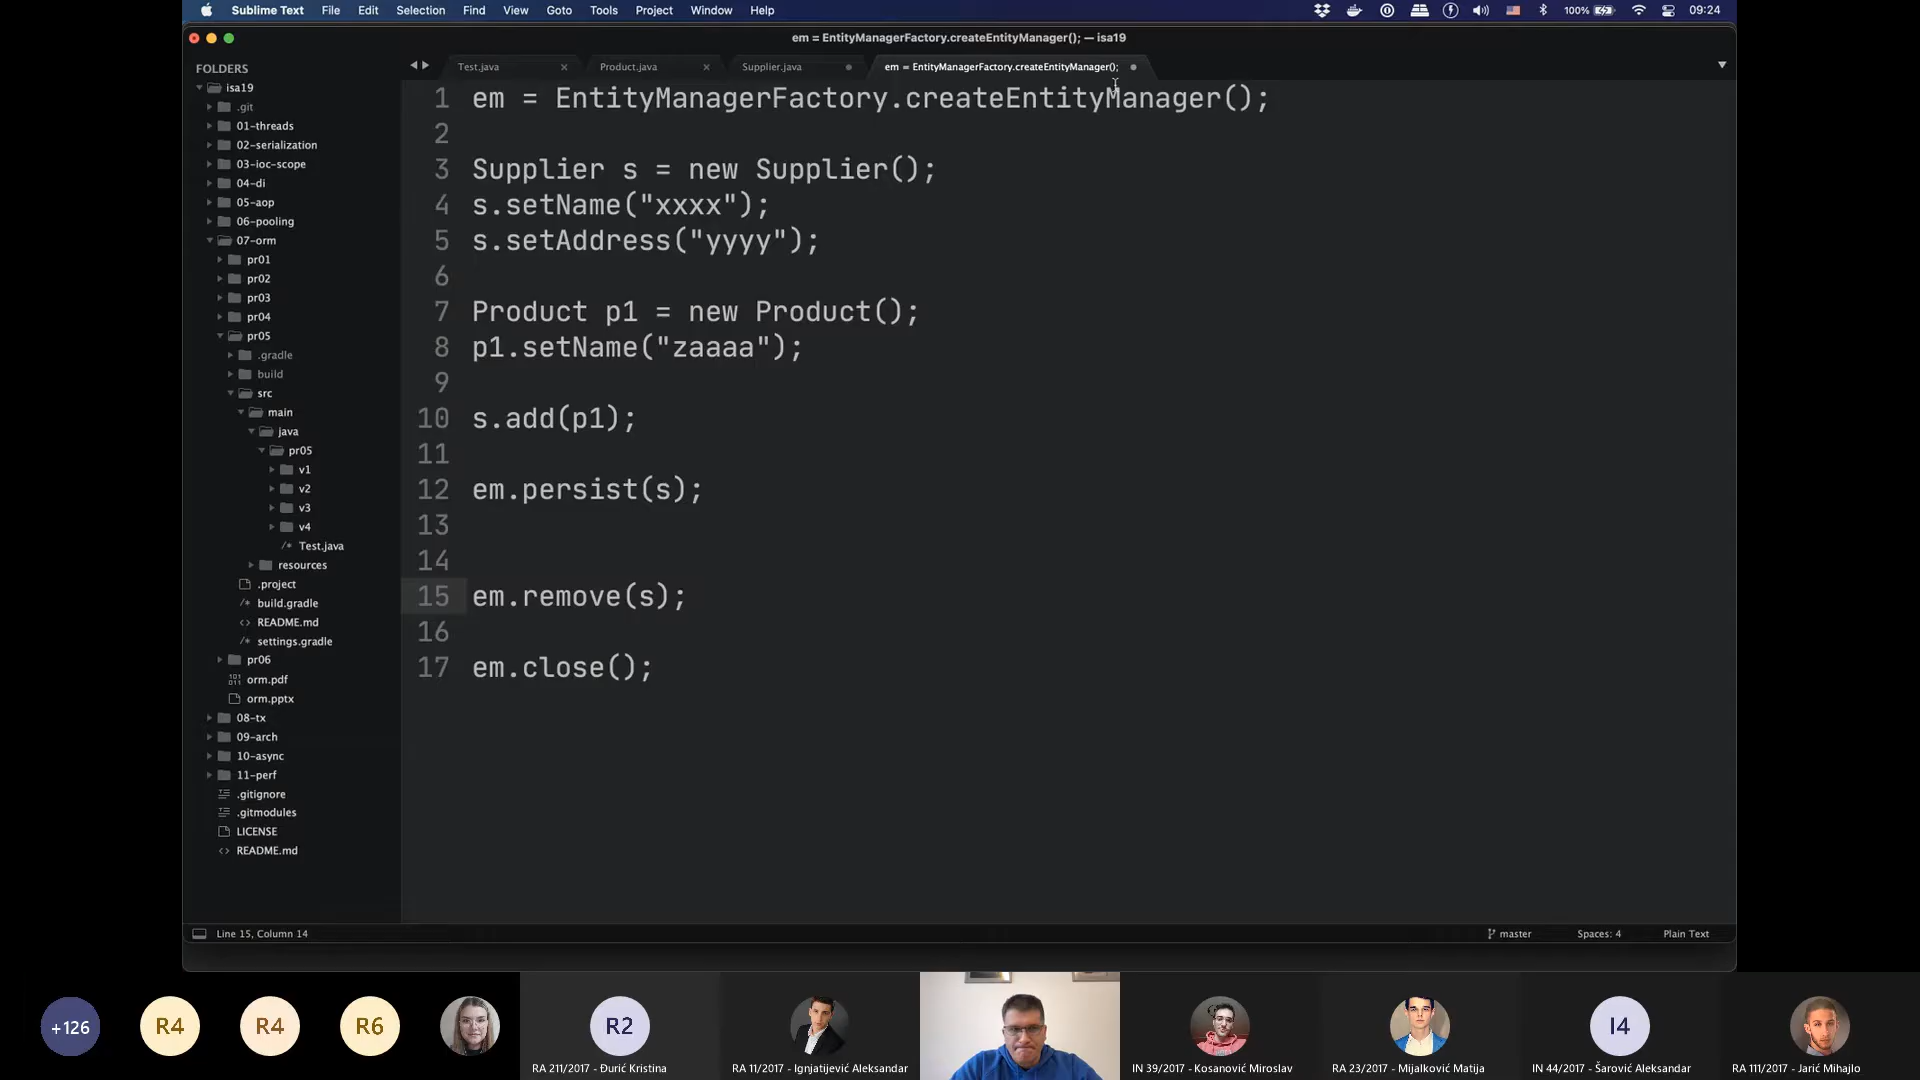 Sublime Text File Edit Selection Find View Goto Tools Project Window Help 100% 09:24
em = EntityManagerFactory.createEntityManager(); — isa19
FOLDERS
isa19
.git
01-threads
02-serialization
03-ioc-scope
04-di
05-aop
06-pooling
07-orm
pr01
pr02
pr03
pr04
pr05
.gradle
build
src
main
java
pr05
v1
v2
v3
v4
/* Test.java
resources
.project
/* build.gradle
<> README.md
/* settings.gradle
pr06
orm.pdf
orm.pptx
08-tx
09-arch
10-async
11-perf
.gitignore
.gitmodules
LICENSE
<> README.md
Test.java Product.java Supplier.java em = EntityManagerFactory.createEntityManager();
1 em = EntityManagerFactory.createEntityManager();
2
3 Supplier s = new Supplier();
4 s.setName("xxxx");
5 s.setAddress("yyyy");
6
7 Product p1 = new Product();
8 p1.setName("zaaaa");
9
10 s.add(p1);
11
12 em.persist(s);
13
14
15 em.remove(s);
16
17 em.close();
Line 15, Column 14 master Spaces: 4 Plain Text
+126 R4 R4 R6 R2 I4
RA 211/2017 - Đurić Kristina
RA 11/2017 - Ignjatijević Aleksandar
IN 39/2017 - Kosanović Miroslav
RA 23/2017 - Mijalković Matija
IN 44/2017 - Šarović Aleksandar
RA 111/2017 - Jarić Mihajlo